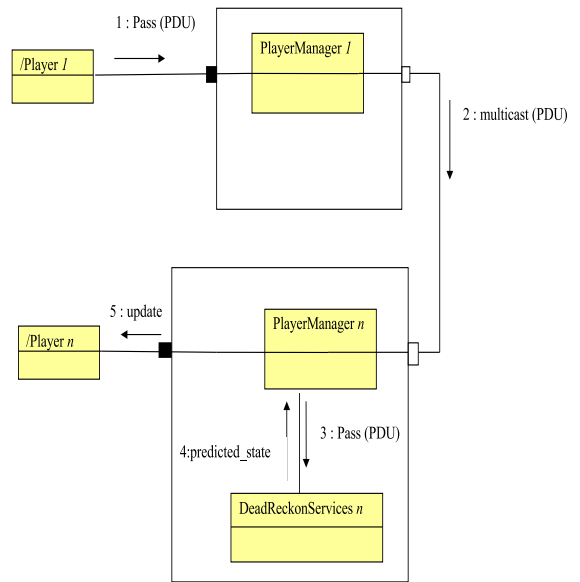 1 : Pass (PDU)
/Player 1
PlayerManager 1
2 : multicast (PDU)
5 : update
/Player n
PlayerManager n
3 : Pass (PDU)
4:predicted_state
DeadReckonServices n